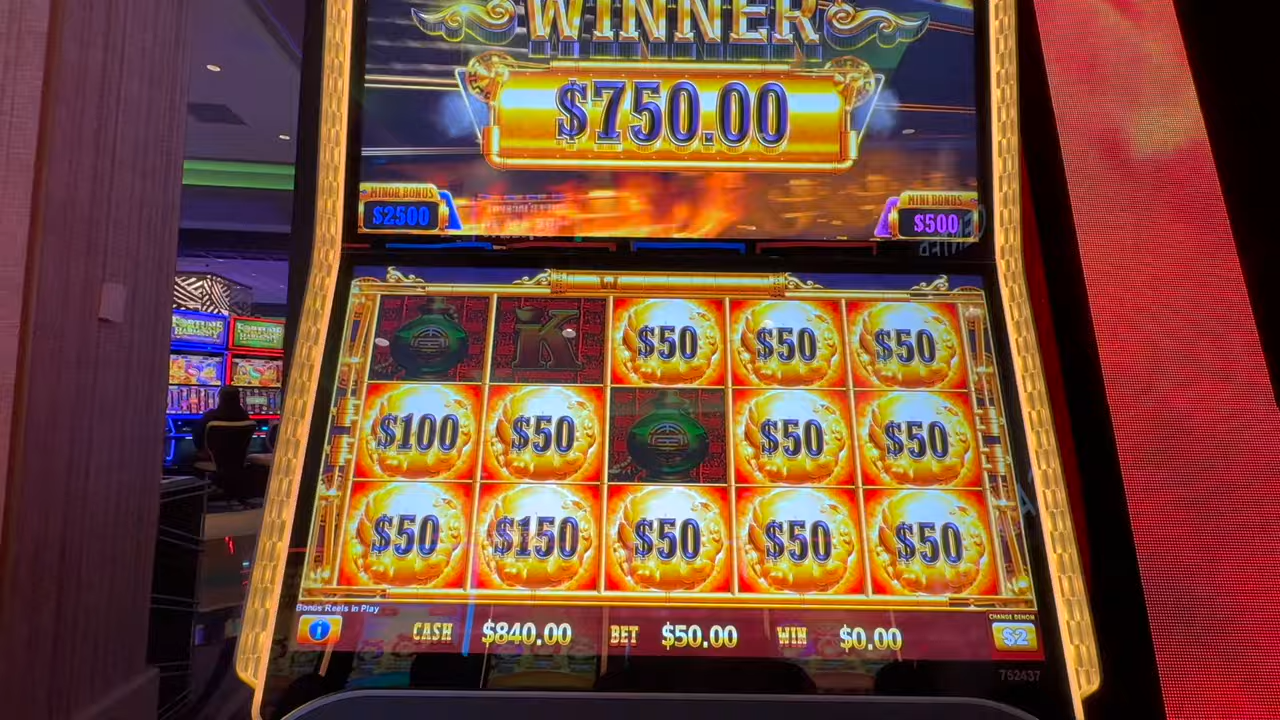 WINNER
$750.00
MINOR BONUS
$2500
MINI BONUS
$500
W
K $50 $50 $50
$100 $50 $50 $50
$50 $150 $50 $50 $50
Bonus Reels In Play
CASH $840.00 BET $50.00 WIN $0.00
CHANGE DENOM
$2
752437